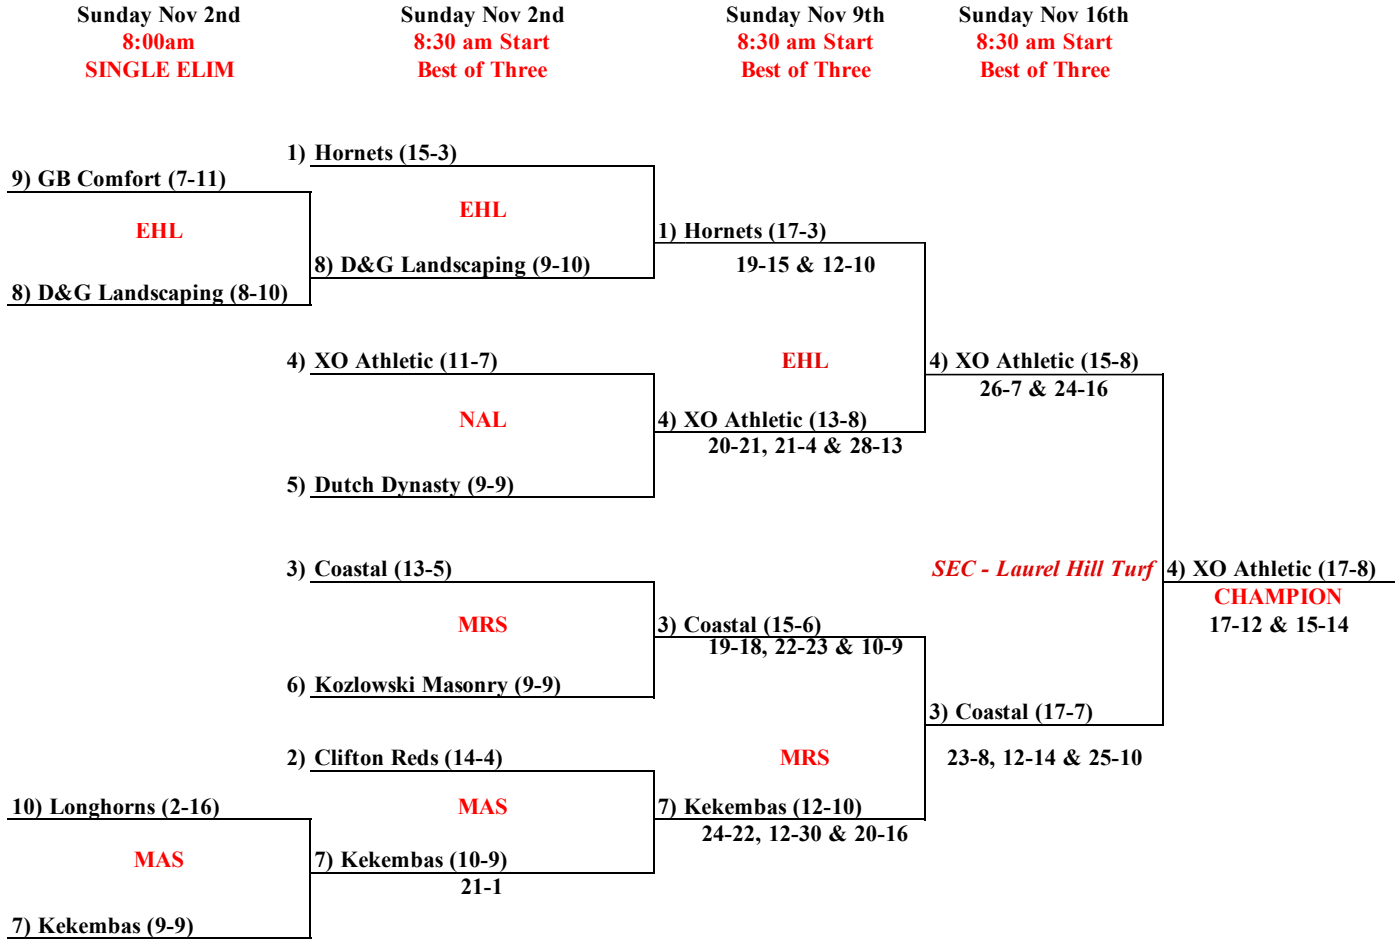 Sunday Nov 2nd
8:00am
SINGLE ELIM
Sunday Nov 2nd
8:30 am Start
Best of Three
Sunday Nov 9th
8:30 am Start
Best of Three
Sunday Nov 16th
8:30 am Start
Best of Three
9) GB Comfort (7-11)
EHL
8) D&G Landscaping (8-10)
10) Longhorns (2-16)
MAS
7) Kekembas (9-9)
1) Hornets (15-3)
EHL
8) D&G Landscaping (9-10)
4) XO Athletic (11-7)
NAL
5) Dutch Dynasty (9-9)
3) Coastal (13-5)
MRS
6) Kozlowski Masonry (9-9)
2) Clifton Reds (14-4)
MAS
7) Kekembas (10-9)
21-1
1) Hornets (17-3)
19-15 & 12-10
EHL
4) XO Athletic (13-8)
20-21, 21-4 & 28-13
3) Coastal (15-6)
19-18, 22-23 & 10-9
MRS
7) Kekembas (12-10)
24-22, 12-30 & 20-16
4) XO Athletic (15-8)
26-7 & 24-16
SEC - Laurel Hill Turf
3) Coastal (17-7)
23-8, 12-14 & 25-10
4) XO Athletic (17-8)
CHAMPION
17-12 & 15-14